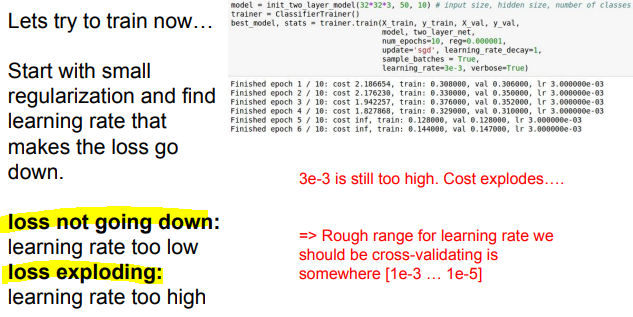 Lets try to train now…
Start with small
regularization and find
learning rate that
makes the loss go
down.
loss not going down:
learning rate too low
loss exploding:
learning rate too high
model = init_two_layer_model(32*32*3, 50, 10) # input size, hidden size, number of classes
trainer = ClassifierTrainer()
best_model, stats = trainer.train(X_train, y_train, X_val, y_val,
model, two_layer_net,
num_epochs=10, reg=0.000001,
update='sgd', learning_rate_decay=1,
sample_batches = True,
learning_rate=3e-3, verbose=True)
Finished epoch 1 / 10: cost 2.186654, train: 0.308000, val 0.306000, lr 3.000000e-03
Finished epoch 2 / 10: cost 2.176230, train: 0.330000, val 0.350000, lr 3.000000e-03
Finished epoch 3 / 10: cost 1.942257, train: 0.376000, val 0.352000, lr 3.000000e-03
Finished epoch 4 / 10: cost 1.827868, train: 0.329000, val 0.310000, lr 3.000000e-03
Finished epoch 5 / 10: cost inf, train: 0.128000, val 0.128000, lr 3.000000e-03
Finished epoch 6 / 10: cost inf, train: 0.144000, val 0.147000, lr 3.000000e-03
3e-3 is still too high. Cost explodes….
=> Rough range for learning rate we
should be cross-validating is
somewhere [1e-3 … 1e-5]